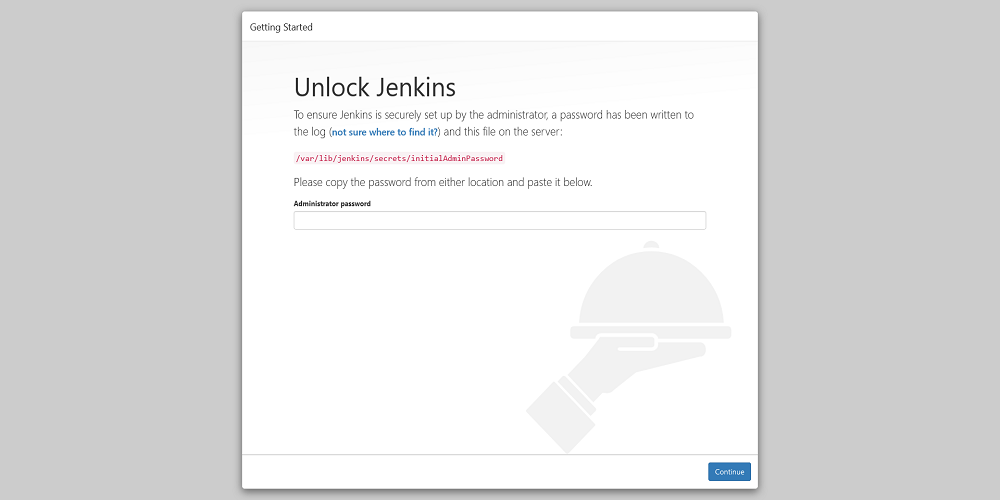 Getting Started
Unlock Jenkins
To ensure Jenkins is securely set up by the administrator, a password has been written to
the log (not sure where to find it?) and this file on the server:
/var/lib/jenkins/secrets/initialAdminPassword
Please copy the password from either location and paste it below.
Administrator password
Continue